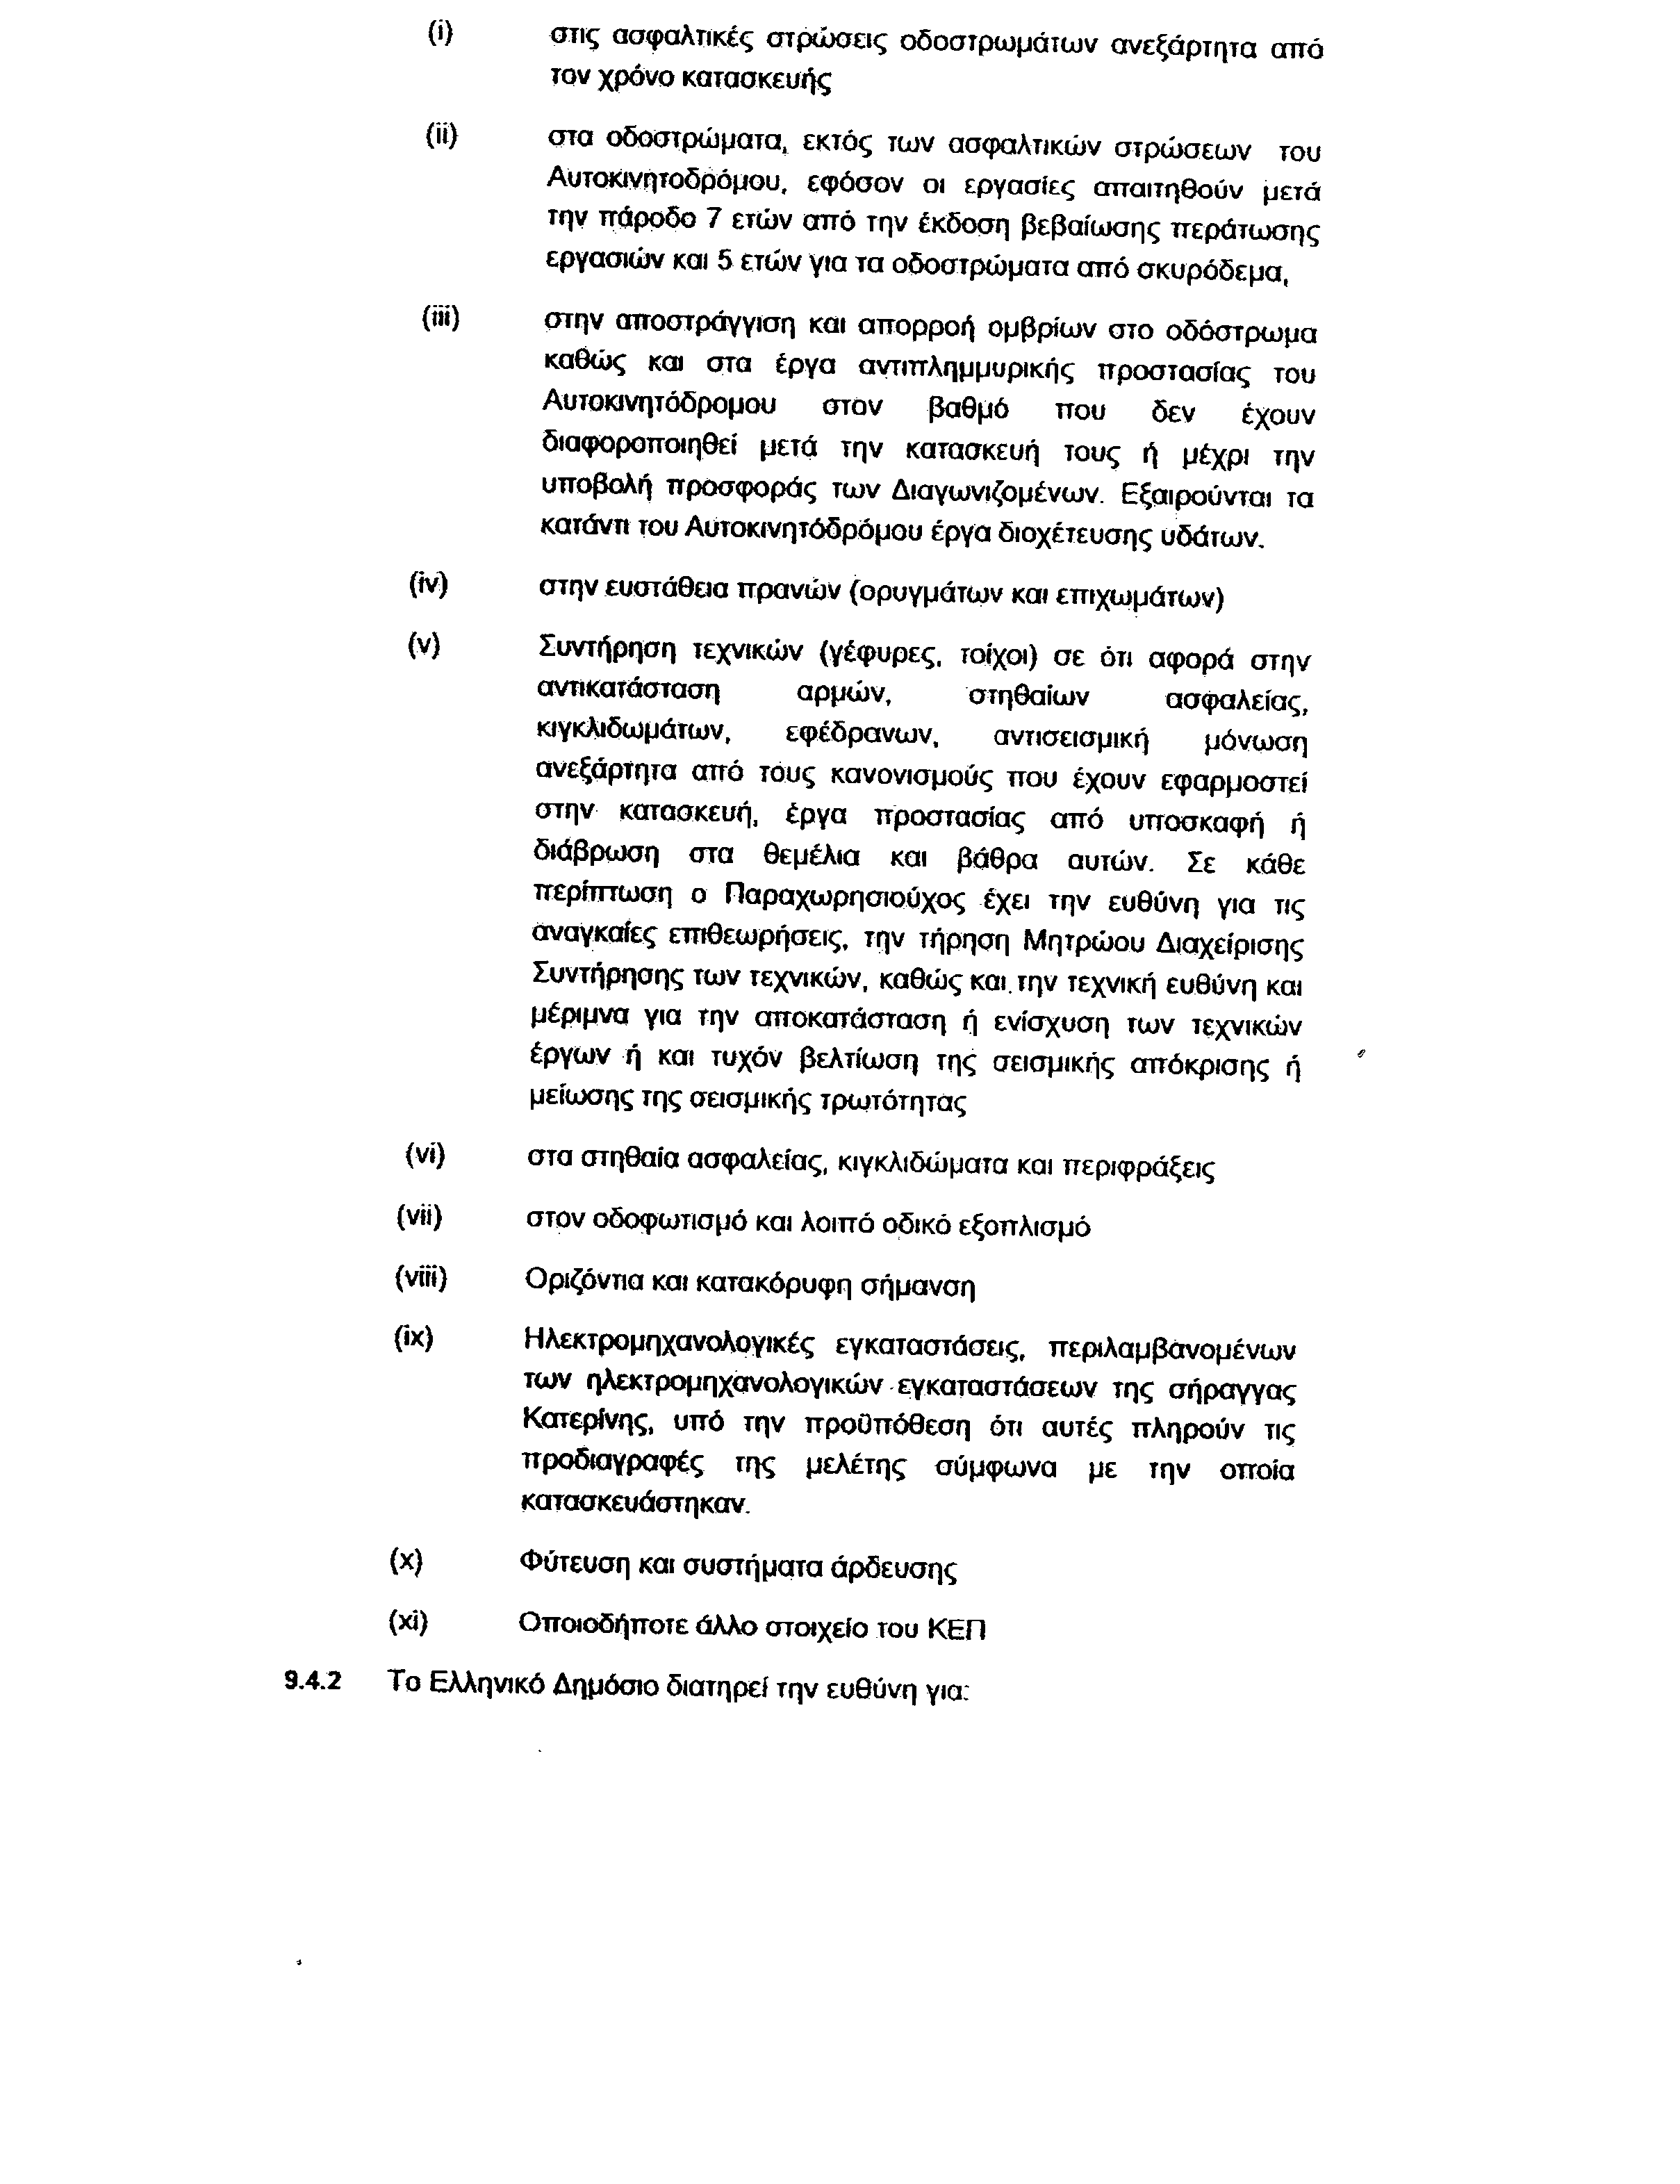 (i) στις ασφαλτικές στρώσεις οδοστρωμάτων ανεξάρτητα από
τον χρόνο κατασκευής
(ii) στα οδοστρώματα, εκτός των ασφαλτικών στρώσεων του
Αυτοκινητοδρόμου, εφόσον οι εργασίες απαιτηθούν μετά
την πάροδο 7 ετών από την έκδοση βεβαίωσης περάτωσης
εργασιών και 5 ετών για τα οδοστρώματα από σκυρόδεμα,
(iii) στην αποστράγγιση και απορροή ομβρίων στο οδόστρωμα
καθώς και στα έργα αντιπλημμυρικής προστασίας του
Αυτοκινητόδρομου στον βαθμό που δεν έχουν
διαφοροποιηθεί μετά την κατασκευή τους ή μέχρι την
υποβολή προσφοράς των Διαγωνιζομένων. Εξαιρούνται τα
κατάντι του Αυτοκινητόδρόμου έργα διοχέτευσης υδάτων.
(iv) στην ευστάθεια πρανών (ορυγμάτων και επιχωμάτων)
(v) Συντήρηση τεχνικών (γέφυρες, τοίχοι) σε ότι αφορά στην
αντικατάσταση αρμών, στηθαίων ασφαλείας,
κιγκλιδωμάτων, εφέδρανων, αντισεισμική μόνωση
ανεξάρτητα από τους κανονισμούς που έχουν εφαρμοστεί
στην κατασκευή, έργα προστασίας από υποσκαφή ή
διάβρωση στα θεμέλια και βάθρα αυτών. Σε κάθε
περίπτωση ο Παραχωρησιούχος έχει την ευθύνη για τις
αναγκαίες επιθεωρήσεις, την τήρηση Μητρώου Διαχείρισης
Συντήρησης των τεχνικών, καθώς και την τεχνική ευθύνη και
μέριμνα για την αποκατάσταση ή ενίσχυση των τεχνικών
έργων ή και τυχόν βελτίωση της σεισμικής απόκρισης ή
μείωσης της σεισμικής τρωτότητας
(vi) στα στηθαία ασφαλείας, κιγκλιδώματα και περιφράξεις
(vii) στον οδοφωτισμό και λοιπό οδικό εξοπλισμό
(viii) Οριζόντια και κατακόρυφη σήμανση
(ix) Ηλεκτρομηχανολογικές εγκαταστάσεις, περιλαμβανομένων
των ηλεκτρομηχανολογικών εγκαταστάσεων της σήραγγας
Κατερίνης, υπό την προϋπόθεση ότι αυτές πληρούν τις
προδιαγραφές της μελέτης σύμφωνα με την οποία
κατασκευάστηκαν.
(x) Φύτευση και συστήματα άρδευσης
(xi) Οποιοδήποτε άλλο στοιχείο του ΚΕΠ
9.4.2 Το Ελληνικό Δημόσιο διατηρεί την ευθύνη για: